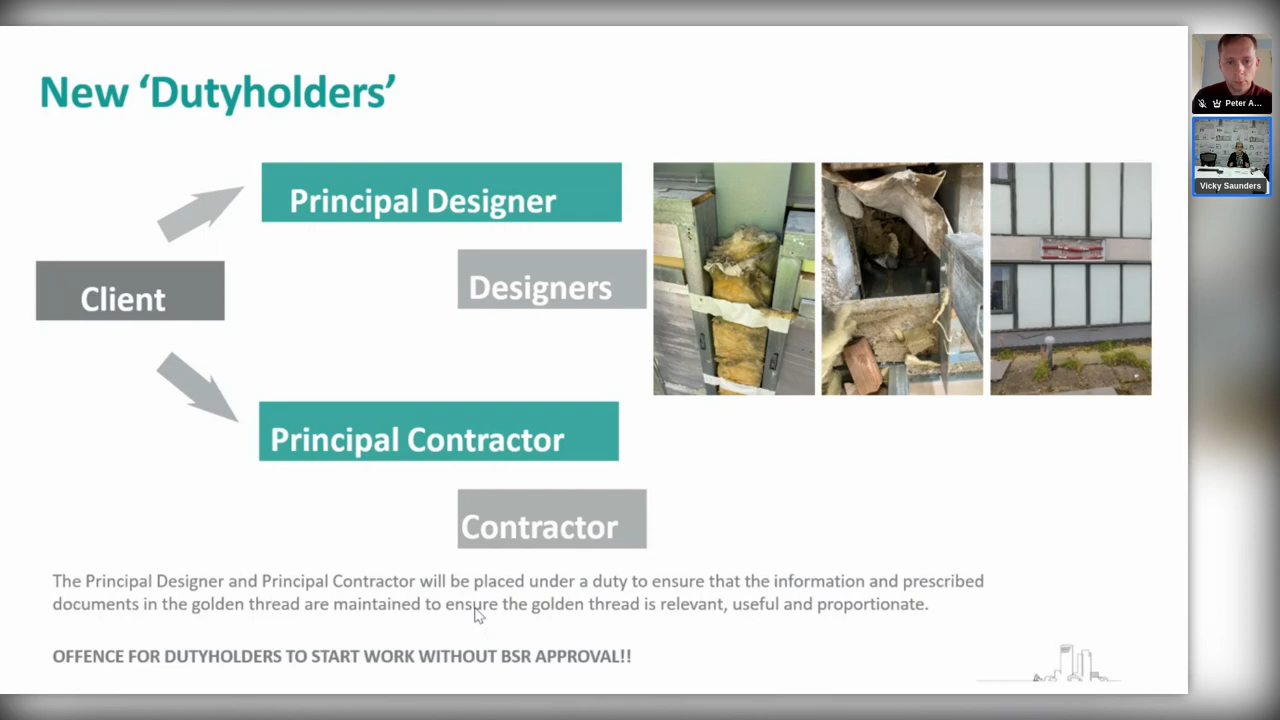 New ‘Dutyholders’
Principal Designer
Designers
Client
Principal Contractor
Contractor
The Principal Designer and Principal Contractor will be placed under a duty to ensure that the information and prescribed
documents in the golden thread are maintained to ensure the golden thread is relevant, useful and proportionate.
OFFENCE FOR DUTYHOLDERS TO START WORK WITHOUT BSR APPROVAL!!
Peter A...
Vicky Saunders